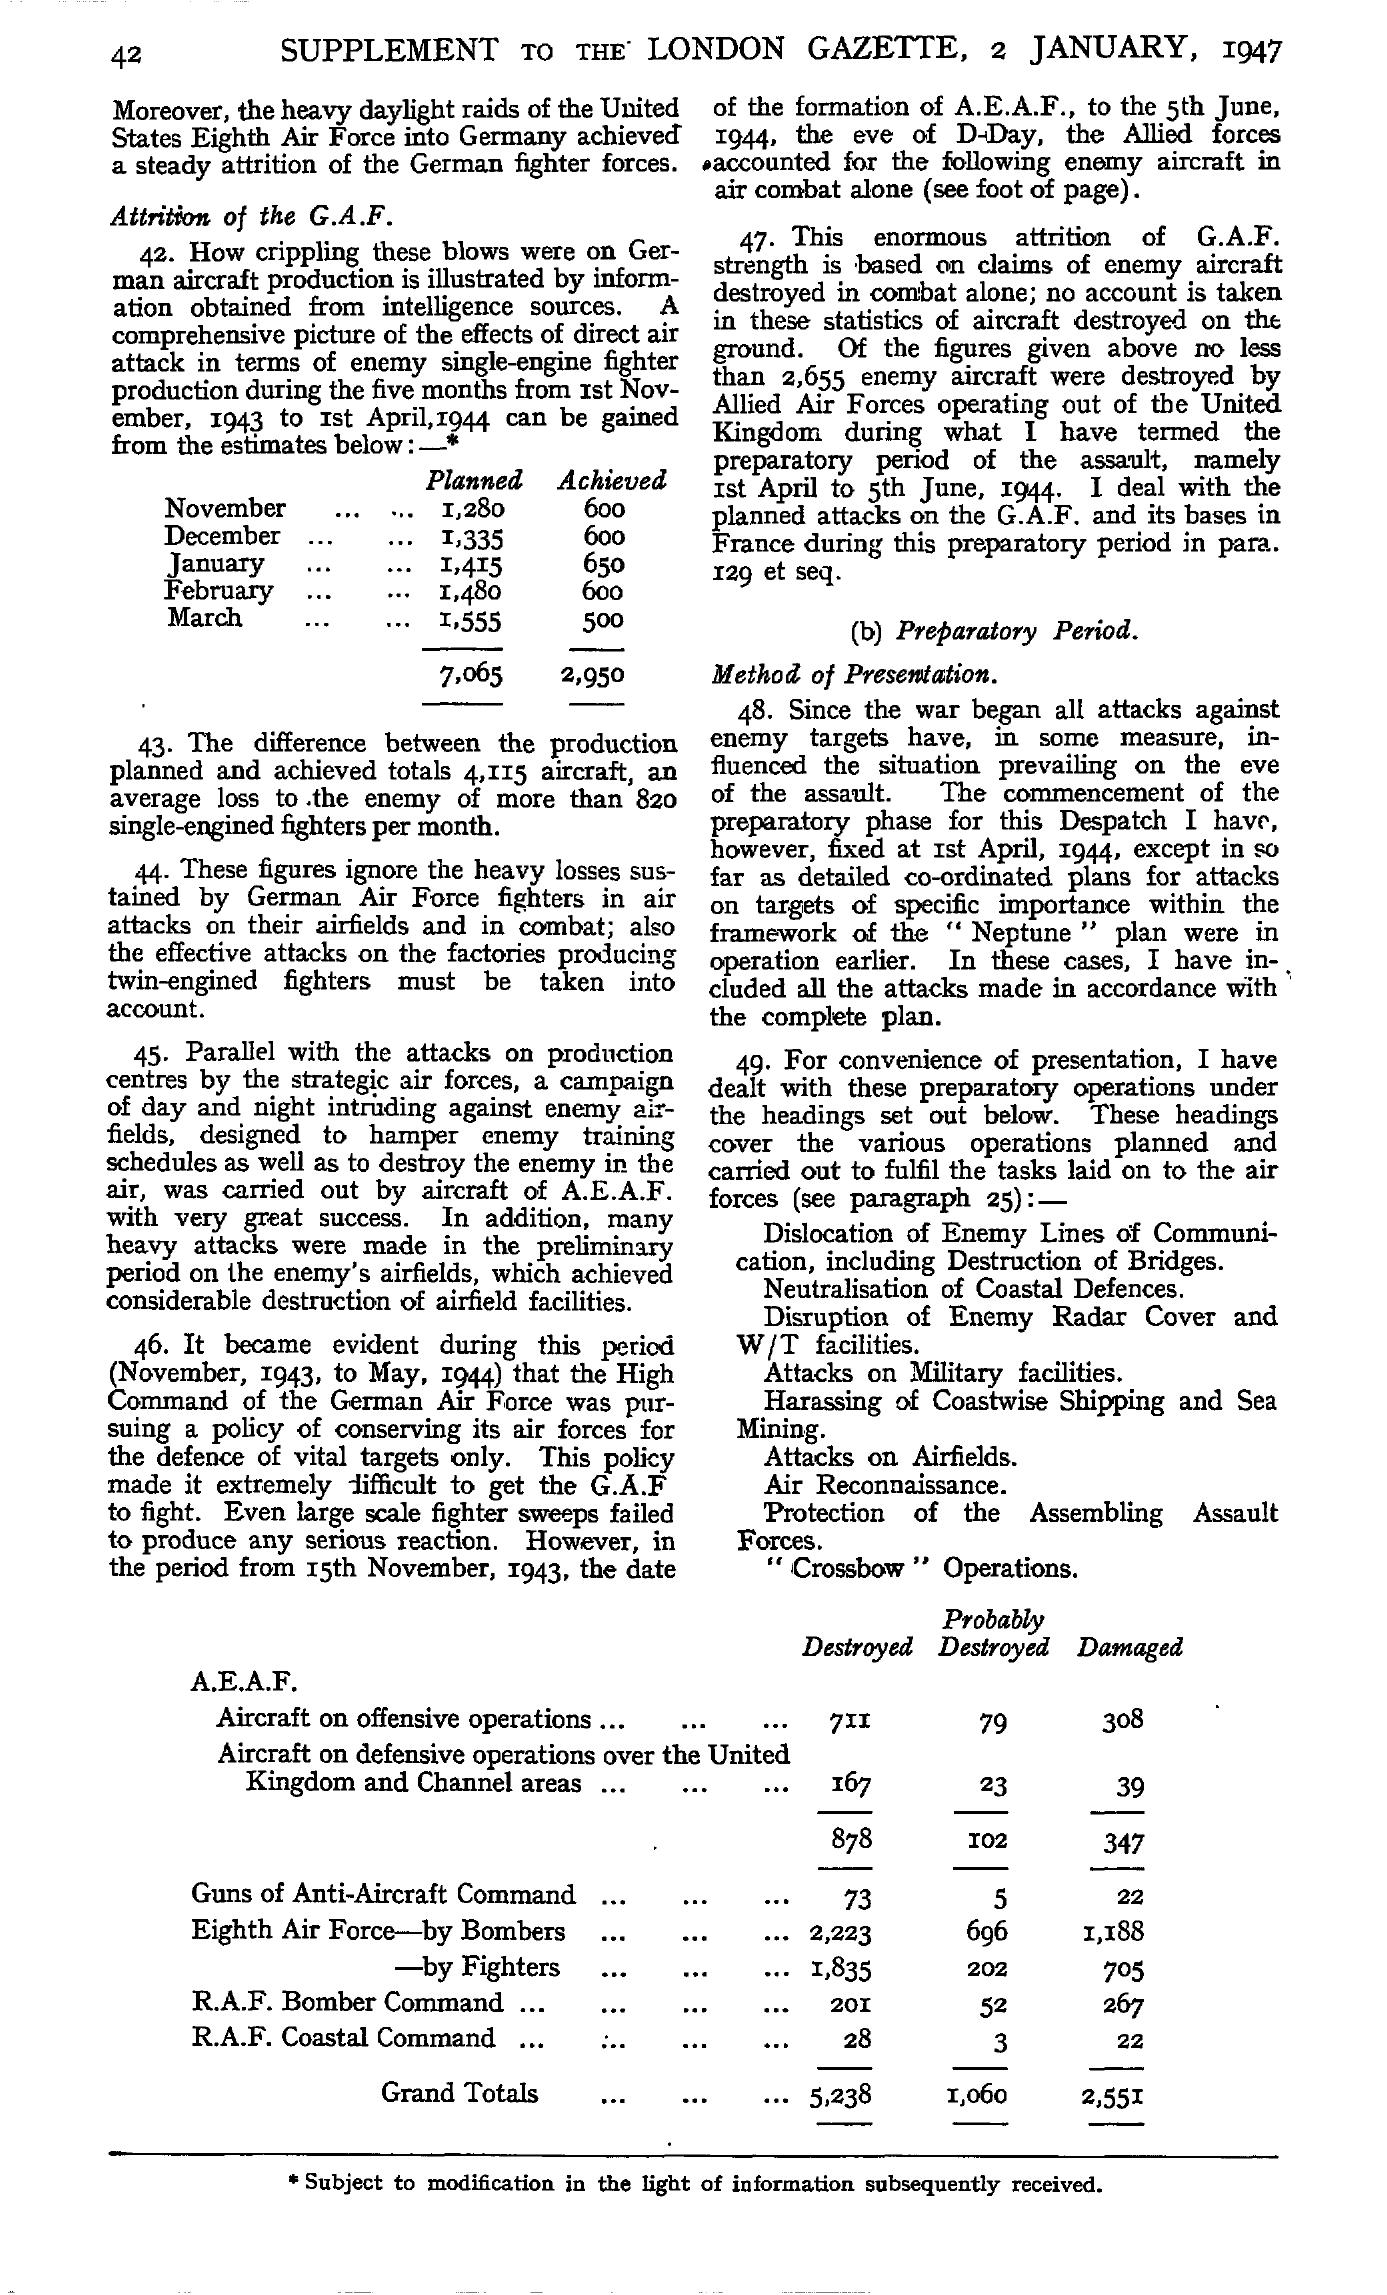 42 SUPPLEMENT TO THE LONDON GAZETTE, 2 JANUARY, 1947
Moreover, the heavy daylight raids of the United
States Eighth Air Force into Germany achieved
a steady attrition of the German fighter forces.
Attrition of the G.A.F.
42. How crippling these blows were on Ger-
man aircraft production is illustrated by inform-
ation obtained from intelligence sources. A
comprehensive picture of the effects of direct air
attack in terms of enemy single-engine fighter
production during the five months from 1st Nov-
ember, 1943 to 1st April,1944 can be gained
from the estimates below:—*
Planned Achieved
November ... ... 1,280 600
December ... ... 1,335 600
January ... ... 1,415 650
February ... ... 1,480 600
March ... ... 1,555 500
7,065 2,950
43. The difference between the production
planned and achieved totals 4,115 aircraft, an
average loss to the enemy of more than 820
single-engined fighters per month.
44. These figures ignore the heavy losses sus-
tained by German Air Force fighters in air
attacks on their airfields and in combat; also
the effective attacks on the factories producing
twin-engined fighters must be taken into
account.
45. Parallel with the attacks on production
centres by the strategic air forces, a campaign
of day and night intruding against enemy air-
fields, designed to hamper enemy training
schedules as well as to destroy the enemy in the
air, was carried out by aircraft of A.E.A.F.
with very great success. In addition, many
heavy attacks were made in the preliminary
period on the enemy's airfields, which achieved
considerable destruction of airfield facilities.
46. It became evident during this period
(November, 1943, to May, 1944) that the High
Command of the German Air Force was pur-
suing a policy of conserving its air forces for
the defence of vital targets only. This policy
made it extremely difficult to get the G.A.F
to fight. Even large scale fighter sweeps failed
to produce any serious reaction. However, in
the period from 15th November, 1943, the date
of the formation of A.E.A.F., to the 5th June,
1944, the eve of D-Day, the Allied forces
accounted for the following enemy aircraft in
air combat alone (see foot of page).
47. This enormous attrition of G.A.F.
strength is based on claims of enemy aircraft
destroyed in combat alone; no account is taken
in these statistics of aircraft destroyed on the
ground. Of the figures given above no less
than 2,655 enemy aircraft were destroyed by
Allied Air Forces operating out of the United
Kingdom during what I have termed the
preparatory period of the assault, namely
1st April to 5th June, 1944. I deal with the
planned attacks on the G.A.F. and its bases in
France during this preparatory period in para.
129 et seq.
(b) Preparatory Period.
Method of Presentation.
48. Since the war began all attacks against
enemy targets have, in some measure, in-
fluenced the situation prevailing on the eve
of the assault. The commencement of the
preparatory phase for this Despatch I have,
however, fixed at 1st April, 1944, except in so
far as detailed co-ordinated plans for attacks
on targets of specific importance within the
framework of the " Neptune " plan were in
operation earlier. In these cases, I have in-
cluded all the attacks made in accordance with
the complete plan.
49. For convenience of presentation, I have
dealt with these preparatory operations under
the headings set out below. These headings
cover the various operations planned and
carried out to fulfil the tasks laid on to the air
forces (see paragraph 25):—
Dislocation of Enemy Lines of Communi-
cation, including Destruction of Bridges.
Neutralisation of Coastal Defences.
Disruption of Enemy Radar Cover and
W/T facilities.
Attacks on Military facilities.
Harassing of Coastwise Shipping and Sea
Mining.
Attacks on Airfields.
Air Reconnaissance.
Protection of the Assembling Assault
Forces.
" Crossbow " Operations.
Probably
Destroyed Destroyed Damaged
A.E.A.F.
Aircraft on offensive operations ... ... ... 711 79 308
Aircraft on defensive operations over the United
Kingdom and Channel areas ... ... ... 167 23 39
878 102 347
Guns of Anti-Aircraft Command ... ... ... 73 5 22
Eighth Air Force—by Bombers ... ... ... 2,223 696 1,188
—by Fighters ... ... ... 1,835 202 705
R.A.F. Bomber Command ... ... ... ... 201 52 267
R.A.F. Coastal Command ... ... ... ... 28 3 22
Grand Totals ... ... ... 5,238 1,060 2,551
* Subject to modification in the light of information subsequently received.